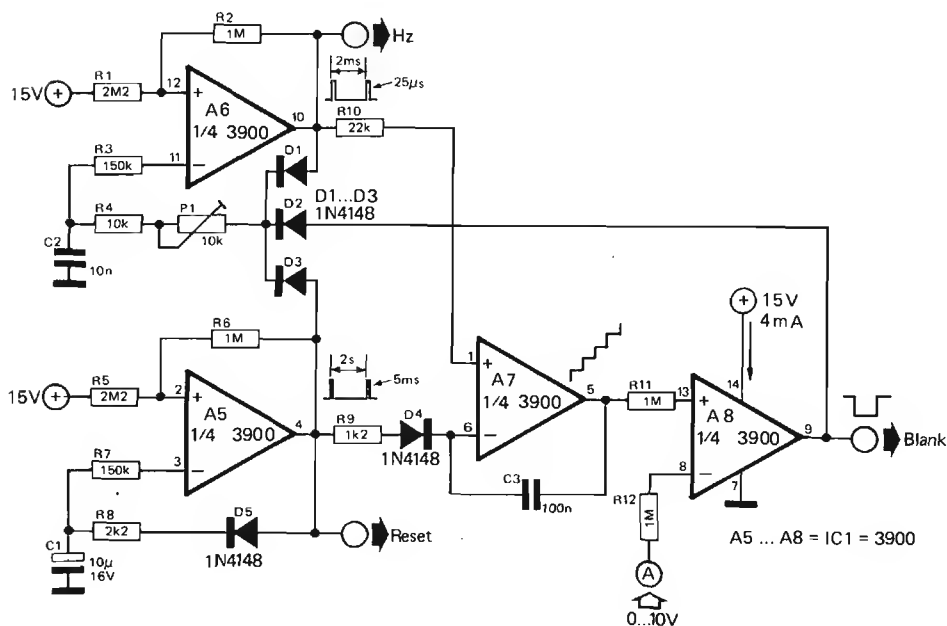 R2
1M
Hz
2ms
25µs
15V
R1
2M2
12
+
A6
1/4 3900
10
R10
22k
R3
150k
11
−
D1
D1...D3
1N4148
D2
R4
10k
P1
10k
C2
10n
D3
R6
1M
15V
R5
2M2
2
+
A5
1/4 3900
4
2s
5ms
R9
1k2
D4
1N4148
R7
150k
3
−
R8
2k2
D5
1N4148
Reset
C1
10µ
16V
1
+
A7
1/4 3900
5
6
−
C3
100n
R11
1M
15V
4mA
13
+
14
A8
1/4 3900
9
8
−
7
Blank
R12
1M
A
0...10V
A5 ... A8 = IC1 = 3900